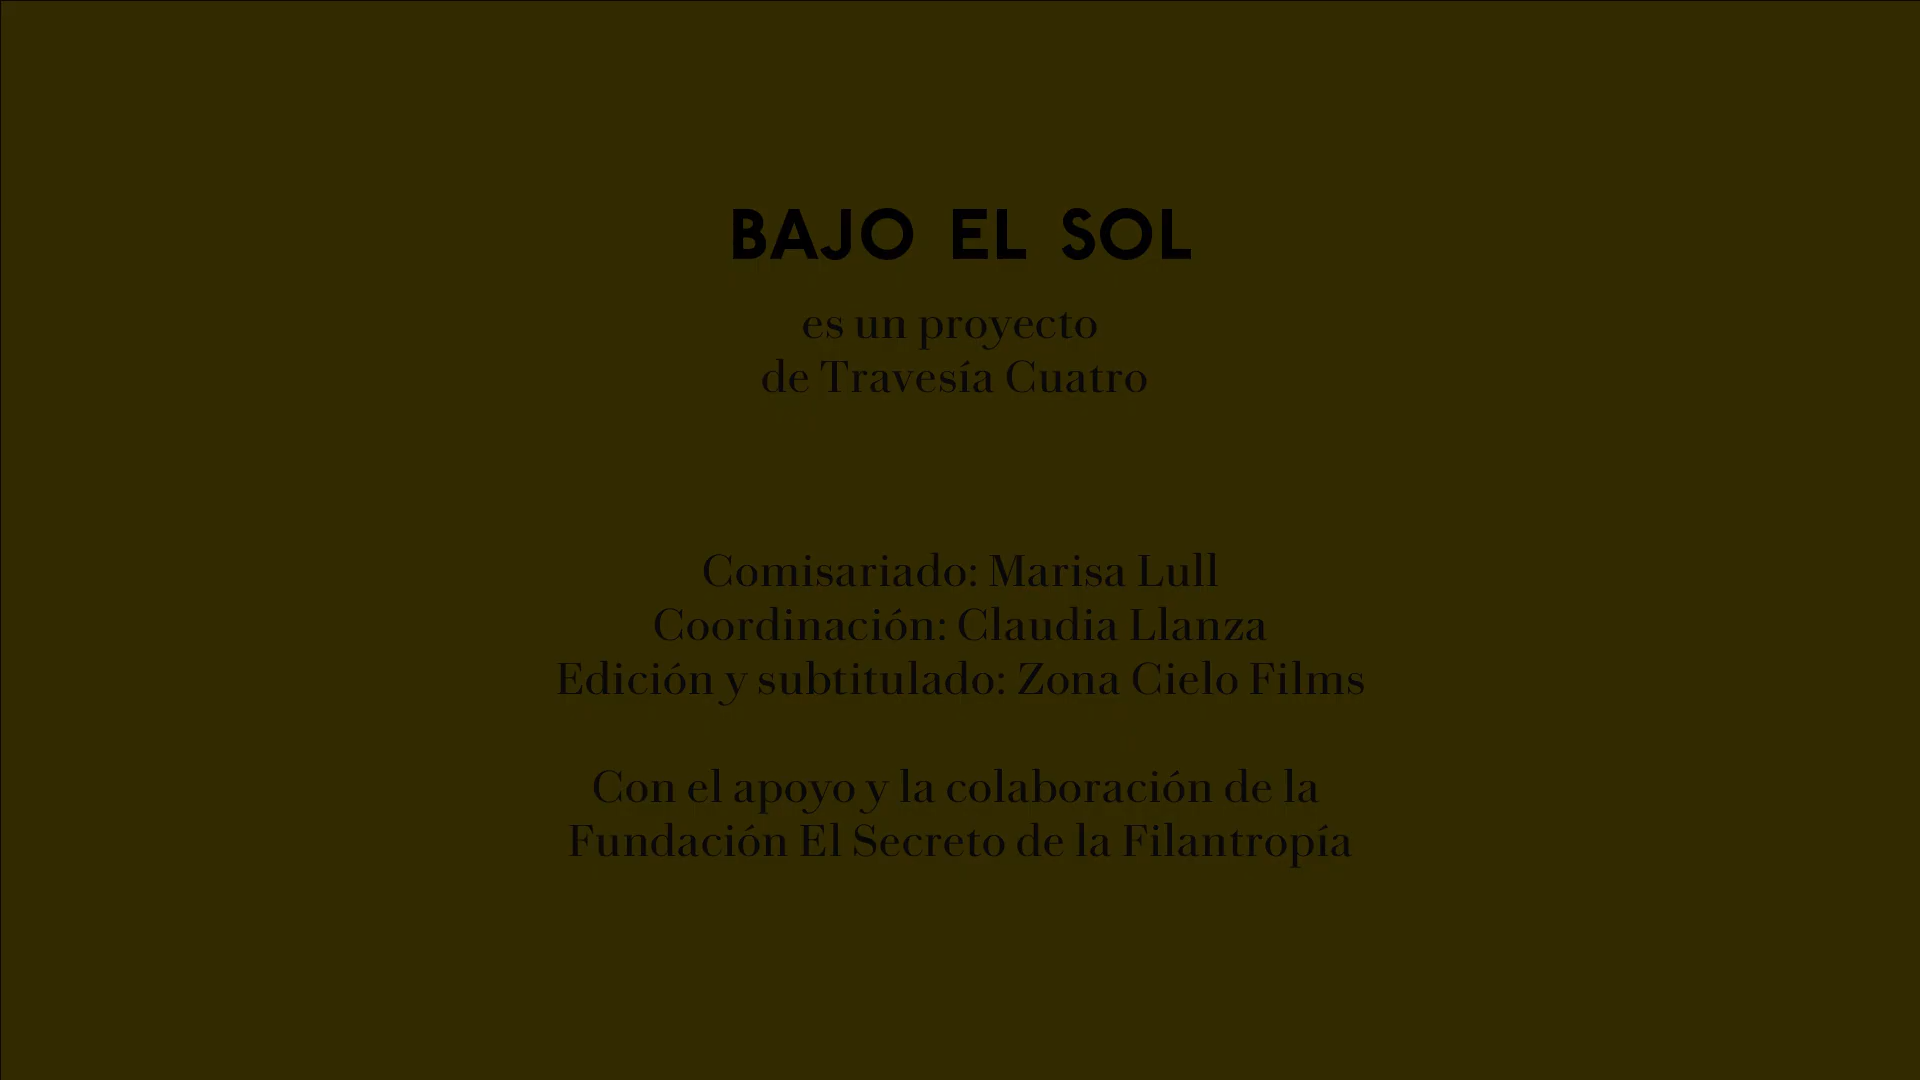 BAJO EL SOL
es un proyecto
de Travesía Cuatro
Comisariado: Marisa Lull
Coordinación: Claudia Llanza
Edición y subtitulado: Zona Cielo Films
Con el apoyo y la colaboración de la
Fundación El Secreto de la Filantropía